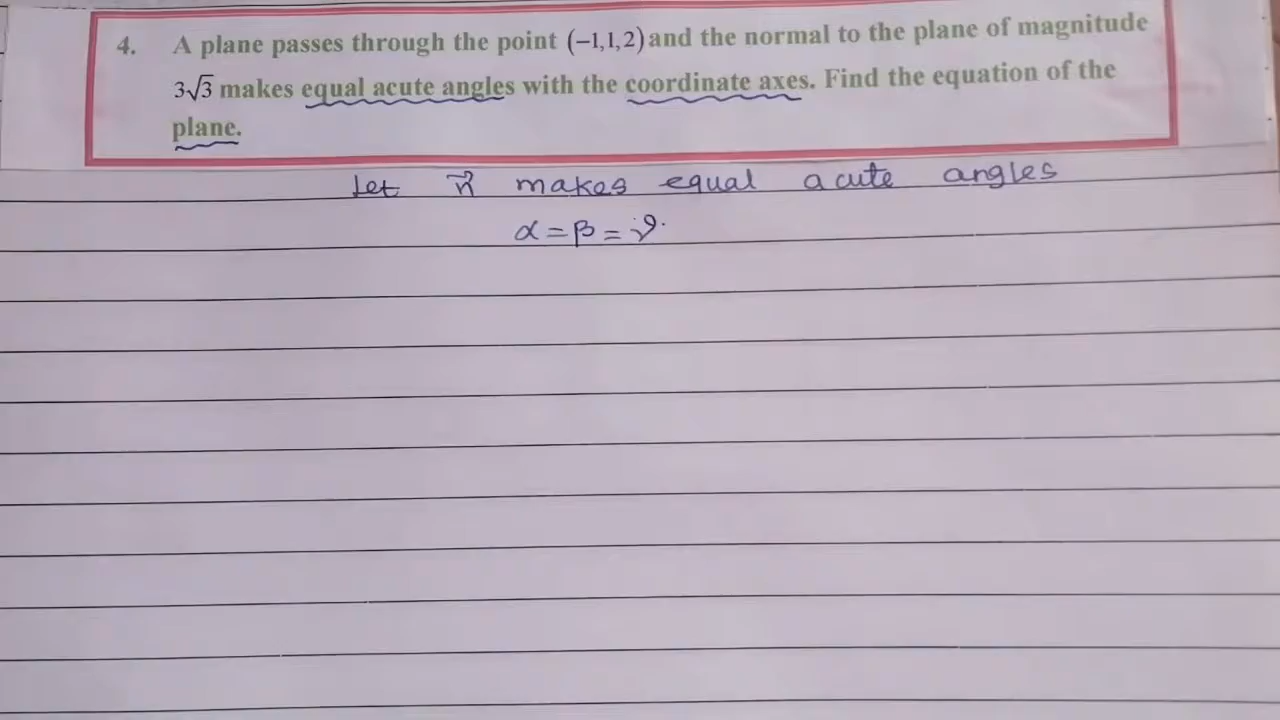 4. A plane passes through the point (−1,1,2) and the normal to the plane of magnitude
3√3 makes equal acute angles with the coordinate axes. Find the equation of the
plane.
Let n⃗ makes equal acute angles
α = β = ϑ.